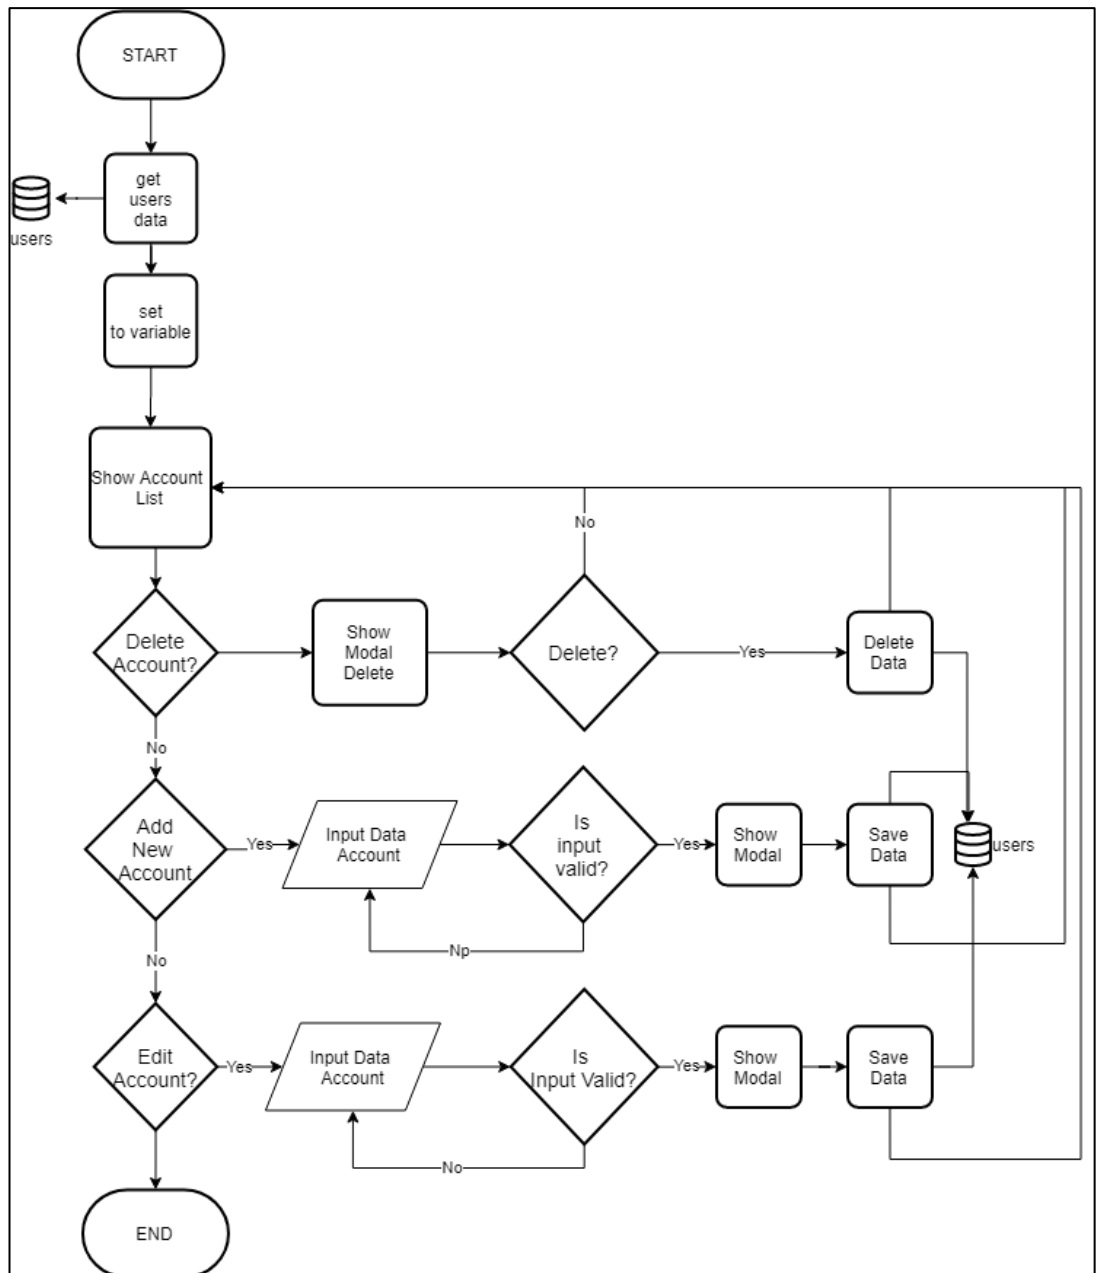 START
get
users
data
users
set
to variable
Show Account
List
No
Delete
Account?
Show
Modal
Delete
Delete?
Yes
Delete
Data
No
Add
New
Account
Yes
Input Data
Account
Is
input
valid?
Yes
Show
Modal
Save
Data
users
Np
No
Edit
Account?
Yes
Input Data
Account
Is
Input Valid?
Yes
Show
Modal
Save
Data
No
END